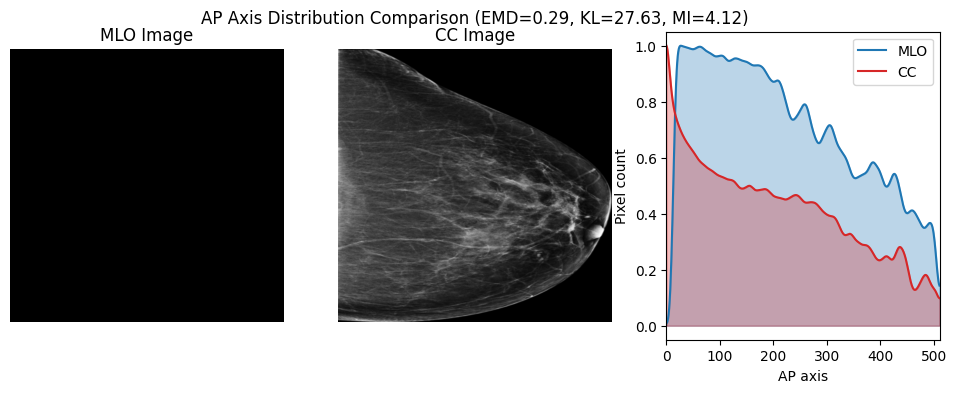 AP Axis Distribution Comparison (EMD=0.29, KL=27.63, MI=4.12)
MLO Image
CC Image
MLO
CC
Pixel count
1.0
0.8
0.6
0.4
0.2
0.0
0 100 200 300 400 500
AP axis